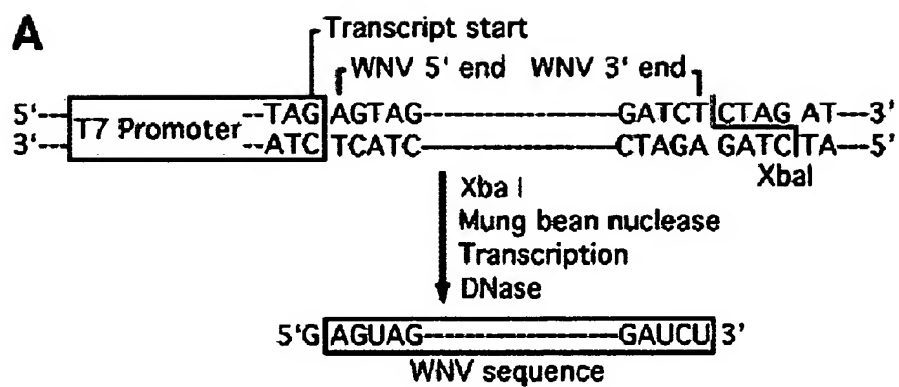 A
Transcript start
WNV 5' end WNV 3' end
5'---T7 Promoter--TAG AGTAG--------------------GATCT CTAG AT—3'
3'--- --ATC TCATC--------------------CTAGA GATC TA—5'
XbaI
Xba I
Mung bean nuclease
Transcription
DNase
5'G AGUAG--------------------GAUCU 3'
WNV sequence